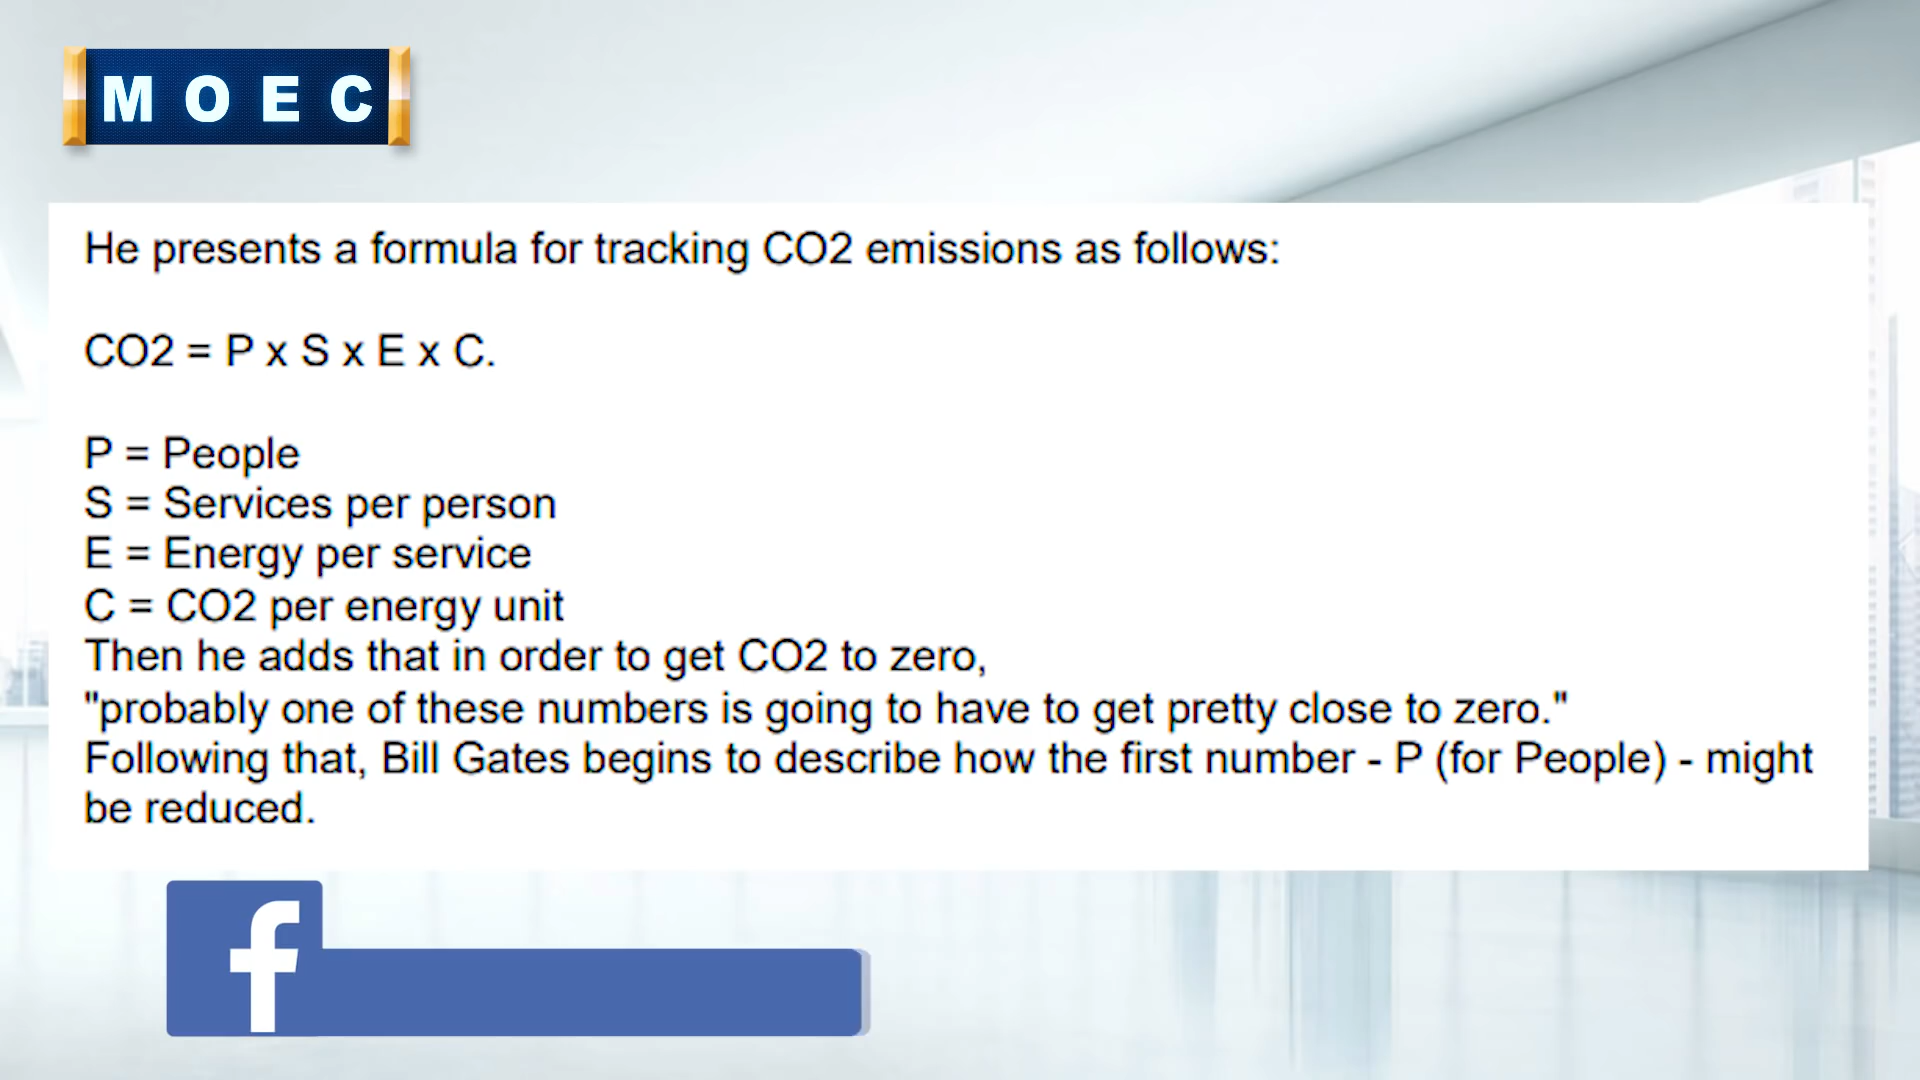 M O E C
He presents a formula for tracking CO2 emissions as follows:
CO2 = P x S x E x C.
P = People
S = Services per person
E = Energy per service
C = CO2 per energy unit
Then he adds that in order to get CO2 to zero,
"probably one of these numbers is going to have to get pretty close to zero."
Following that, Bill Gates begins to describe how the first number - P (for People) - might
be reduced.
f